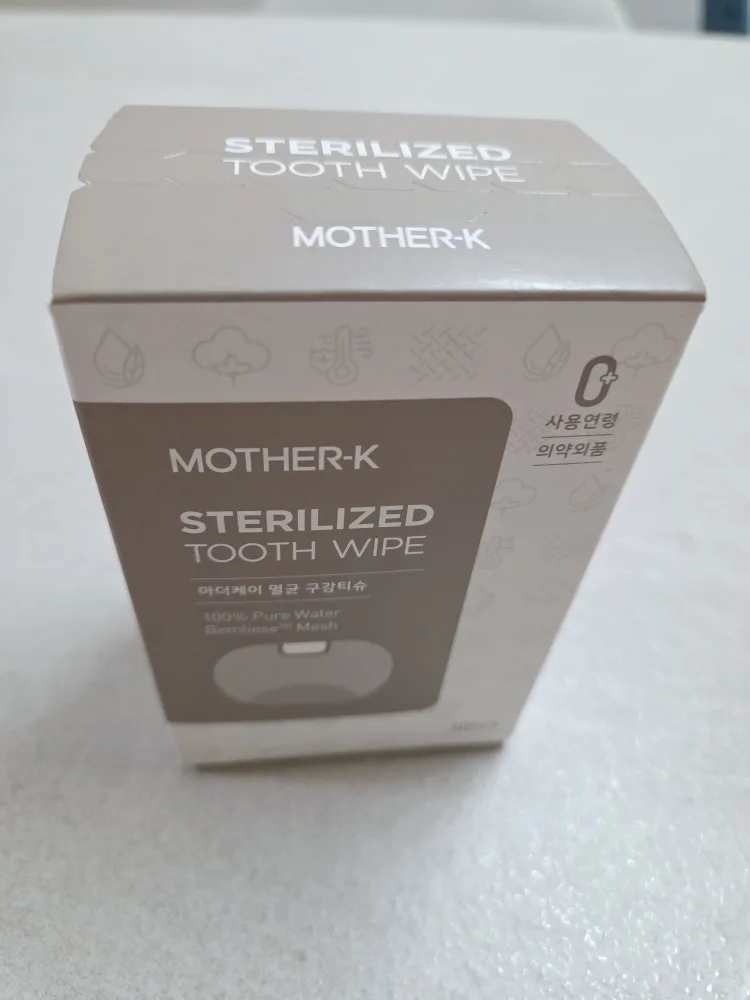 STERILIZED
TOOTH WIPE
MOTHER-K
0+
사용연령
의약외품
MOTHER-K
STERILIZED
TOOTH WIPE
마더케이 멸균 구강티슈
100% Pure Water
Bembase™ Mesh